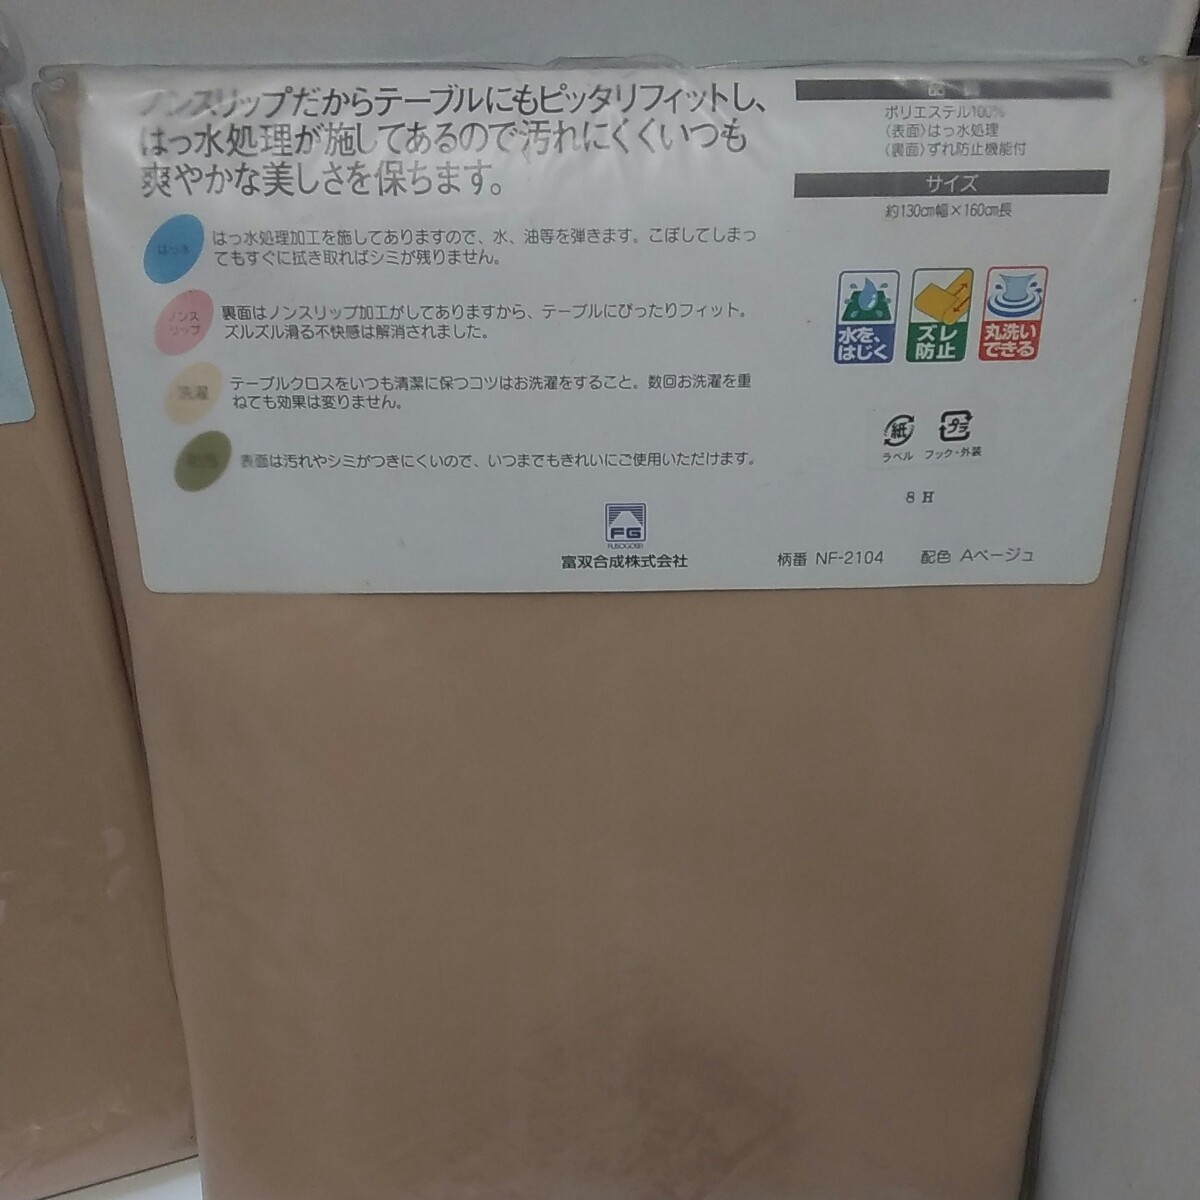 ノンスリップだからテーブルにもピッタリフィットし、
はっ水処理が施してあるので汚れにくくいつも
爽やかな美しさを保ちます。
はっ水
はっ水処理加工を施してありますので、水、油等を弾きます。こぼしてしまっ
てもすぐに拭き取ればシミが残りません。
ノンス
リップ
裏面はノンスリップ加工がしてありますから、テーブルにぴったりフィット。
ズルズル滑る不快感は解消されました。
洗濯
テーブルクロスをいつも清潔に保つコツはお洗濯をすること。数回お洗濯を重
ねても効果は変りません。
表面は汚れやシミがつきにくいので、いつまでもきれいにご使用いただけます。
ポリエステル100%
(表面)はっ水処理
(裏面)ずれ防止機能付
サイズ
約130cm幅×160cm長
水を、
はじく
ズレ
防止
丸洗い
できる
紙
ラベル
プラ
フック・外装
8 H
FG
FUSOGOSEI
富双合成株式会社
柄番 NF-2104
配色 Aベージュ